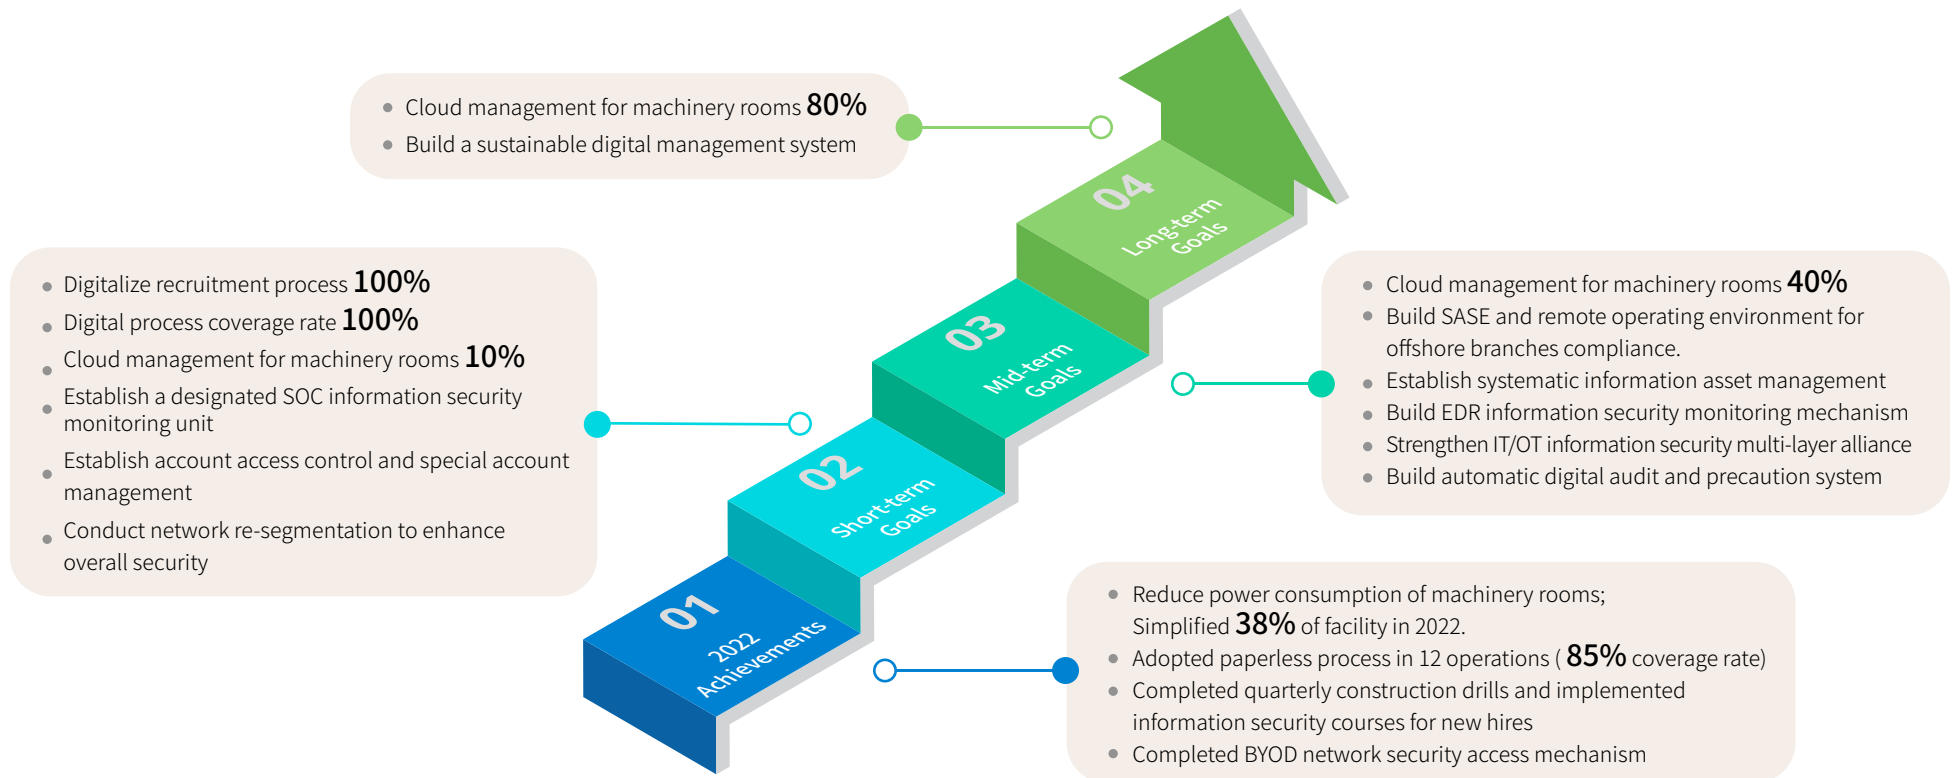 Cloud management for machinery rooms 80%
Build a sustainable digital management system
04
Long-term
Goals
Digitalize recruitment process 100%
Digital process coverage rate 100%
Cloud management for machinery rooms 10%
Establish a designated SOC information security
monitoring unit
Establish account access control and special account
management
Conduct network re-segmentation to enhance
overall security
03
Mid-term
Goals
Cloud management for machinery rooms 40%
Build SASE and remote operating environment for
offshore branches compliance.
Establish systematic information asset management
Build EDR information security monitoring mechanism
Strengthen IT/OT information security multi-layer alliance
Build automatic digital audit and precaution system
02
Short-term
Goals
01
2022
Achievements
Reduce power consumption of machinery rooms;
Simplified 38% of facility in 2022.
Adopted paperless process in 12 operations ( 85% coverage rate)
Completed quarterly construction drills and implemented
information security courses for new hires
Completed BYOD network security access mechanism